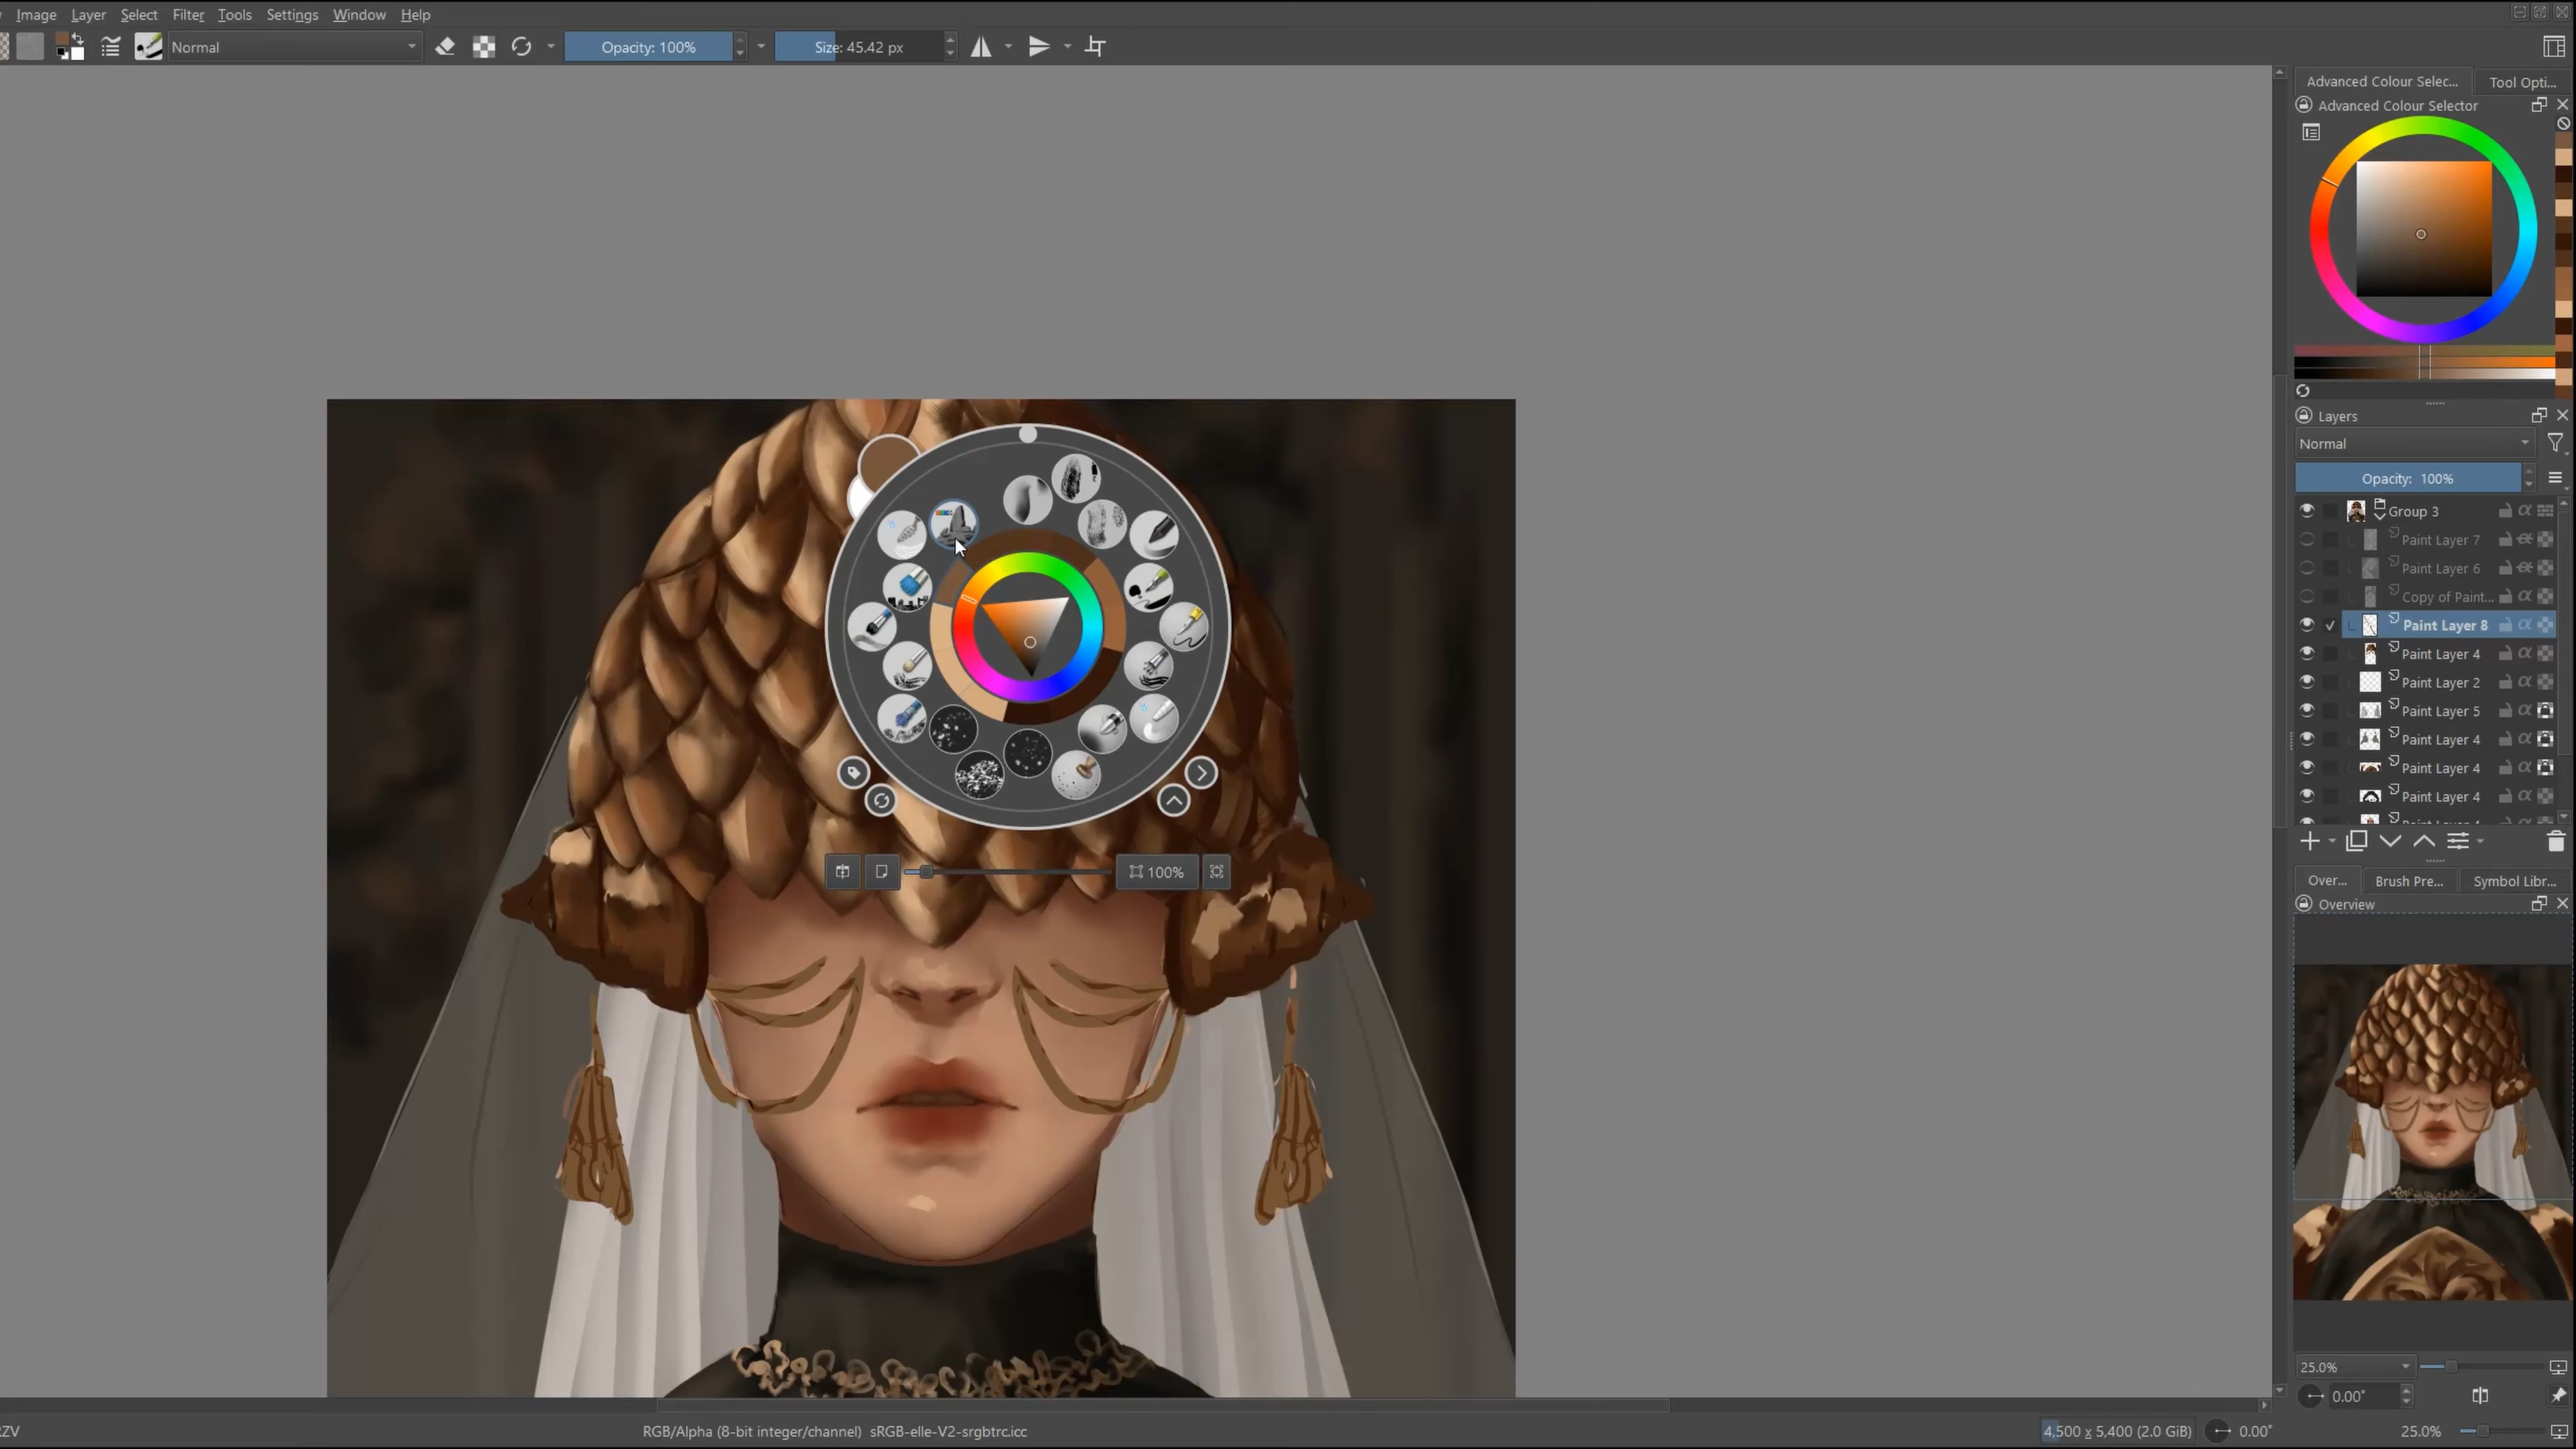 Image Layer Select Filter Tools Settings Window Help
Normal
Opacity: 100%
Size: 45.42 px
Advanced Colour Selec... Tool Opti...
Advanced Colour Selector
Layers
Normal
Opacity: 100%
Group 3
Paint Layer 7
Paint Layer 6
Copy of Paint...
Paint Layer 8
Paint Layer 4
Paint Layer 2
Paint Layer 5
Paint Layer 4
Paint Layer 4
Paint Layer 4
100%
Over... Brush Pre... Symbol Libr...
Overview
25.0%
0.00°
RGB/Alpha (8-bit integer/channel) sRGB-elle-V2-srgbtrc.icc
4,500 x 5,400 (2.0 GiB)
0.00°
25.0%